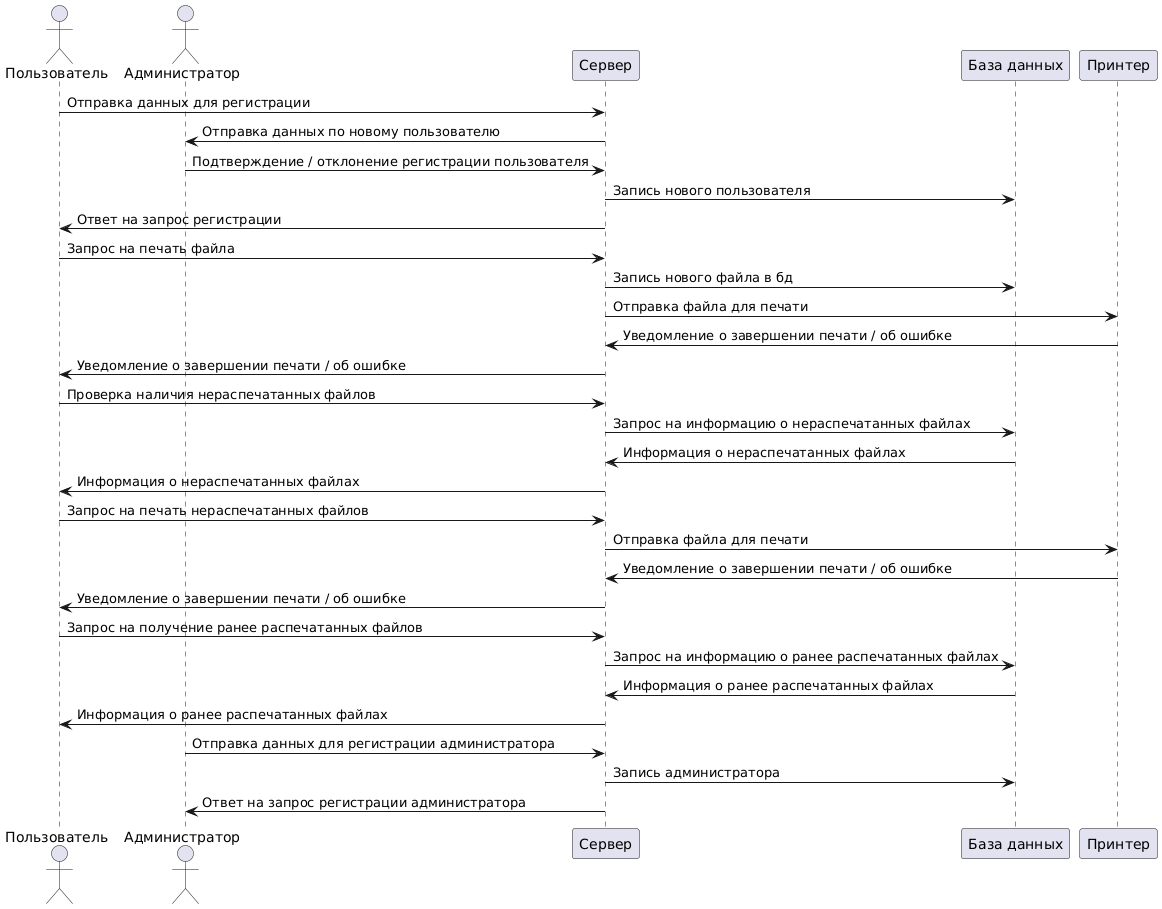 Пользователь
Администратор
Сервер
База данных
Принтер
Отправка данных для регистрации
Отправка данных по новому пользователю
Подтверждение / отклонение регистрации пользователя
Запись нового пользователя
Ответ на запрос регистрации
Запрос на печать файла
Запись нового файла в бд
Отправка файла для печати
Уведомление о завершении печати / об ошибке
Уведомление о завершении печати / об ошибке
Проверка наличия нераспечатанных файлов
Запрос на информацию о нераспечатанных файлах
Информация о нераспечатанных файлах
Информация о нераспечатанных файлах
Запрос на печать нераспечатанных файлов
Отправка файла для печати
Уведомление о завершении печати / об ошибке
Уведомление о завершении печати / об ошибке
Запрос на получение ранее распечатанных файлов
Запрос на информацию о ранее распечатанных файлах
Информация о ранее распечатанных файлах
Информация о ранее распечатанных файлах
Отправка данных для регистрации администратора
Запись администратора
Ответ на запрос регистрации администратора
Пользователь
Администратор
Сервер
База данных
Принтер